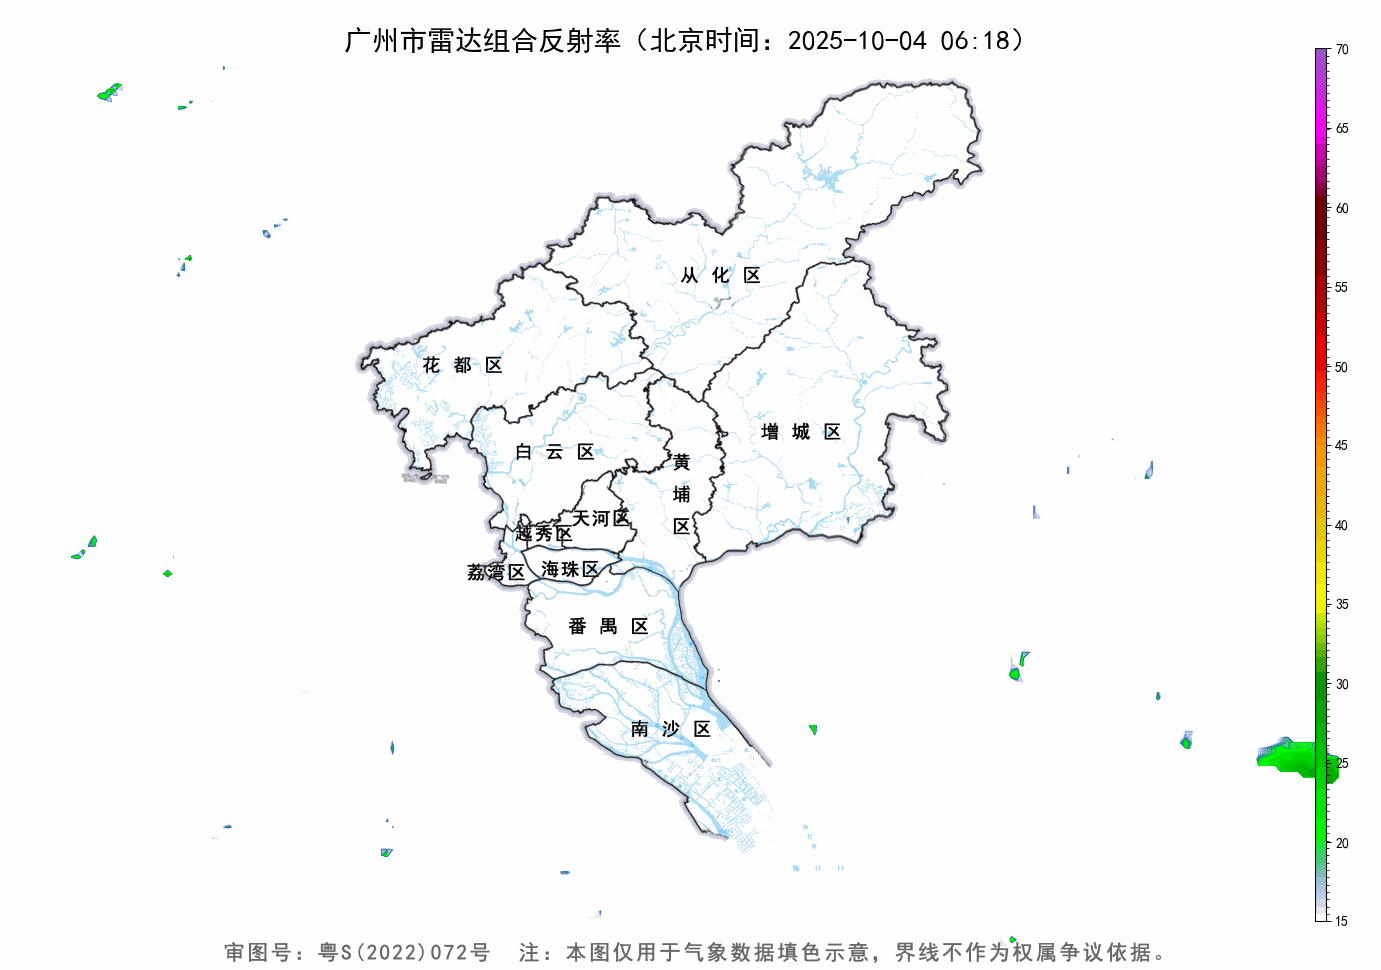 广州市雷达组合反射率（北京时间：2025-10-04 06:18）
70
65
60
55
50
45
40
35
30
25
20
15
从化区
花都区
增城区
白云区
黄埔区
天河区
越秀区
荔湾区
海珠区
番禺区
南沙区
审图号：粤S(2022)072号 注：本图仅用于气象数据填色示意，界线不作为权属争议依据。